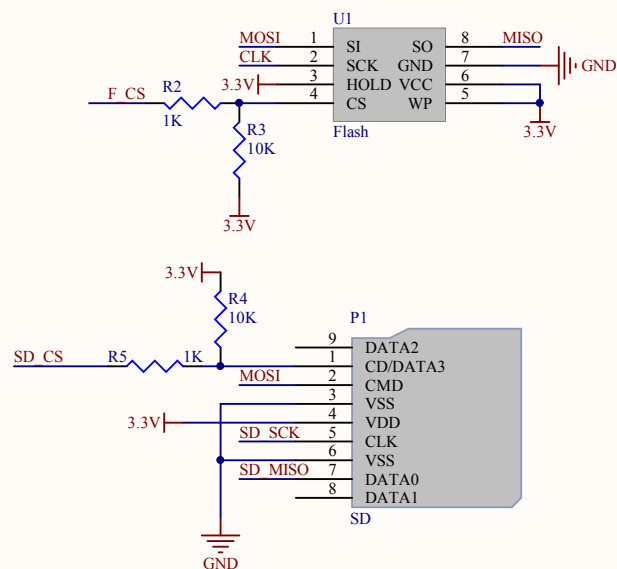 U1
MOSI 1 SI SO 8 MISO
CLK 2 SCK GND 7 GND
3.3V 3 HOLD VCC 6
F_CS R2 4 CS WP 5
1K R3 Flash 3.3V
10K
3.3V
3.3V
R4
10K
P1
9 DATA2
SD_CS R5 1K 1 CD/DATA3
MOSI 2 CMD
3 VSS
3.3V 4 VDD
SD_SCK 5 CLK
6 VSS
SD_MISO 7 DATA0
8 DATA1
SD
GND